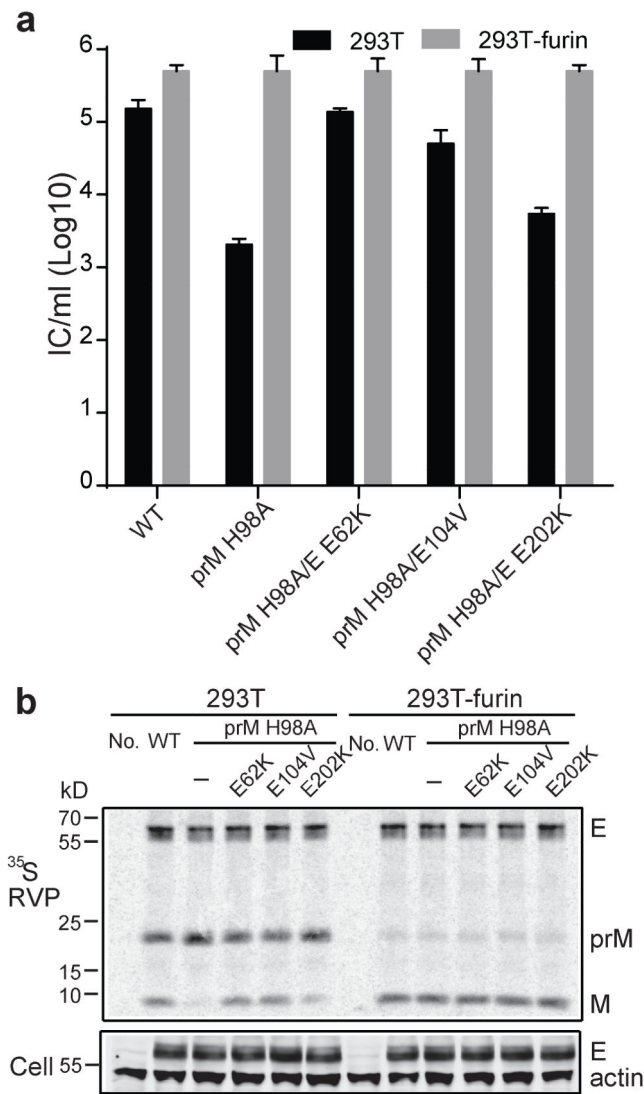 a
293T 293T-furin
IC/ml (Log10)
6
5
4
3
2
1
0
WT
prM H98A
prM H98A/E E62K
prM H98A/E104V
prM H98A/E E202K
b
293T 293T-furin
prM H98A prM H98A
No. WT – E62K E104V E202K No. WT – E62K E104V E202K
kD
70
55
25
15
10
35S
RVP
E
prM
M
Cell 55
E
actin